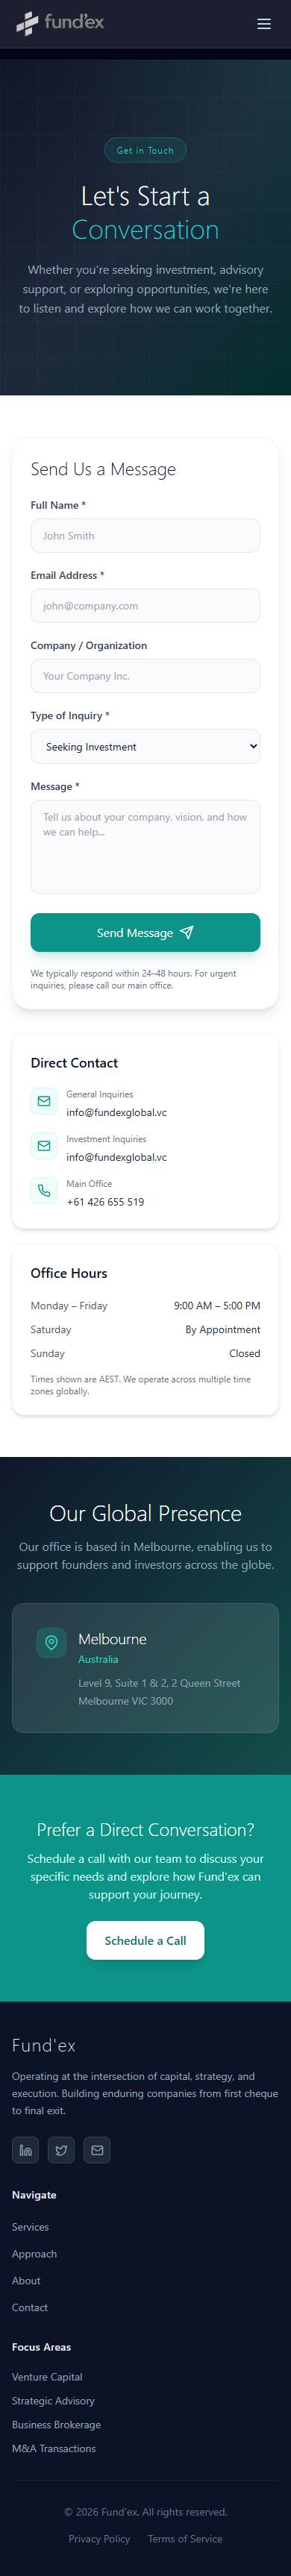 fund'ex
Get in Touch
Let's Start a
Conversation
Whether you're seeking investment, advisory
support, or exploring opportunities, we're here
to listen and explore how we can work together.
Send Us a Message
Full Name *
John Smith
Email Address *
john@company.com
Company / Organization
Your Company Inc.
Type of Inquiry *
Seeking Investment
Message *
Tell us about your company, vision, and how
we can help...
Send Message
We typically respond within 24–48 hours. For urgent
inquiries, please call our main office.
Direct Contact
General Inquiries
info@fundexglobal.vc
Investment Inquiries
info@fundexglobal.vc
Main Office
+61 426 655 519
Office Hours
Monday – Friday 9:00 AM – 5:00 PM
Saturday By Appointment
Sunday Closed
Times shown are AEST. We operate across multiple time
zones globally.
Our Global Presence
Our office is based in Melbourne, enabling us to
support founders and investors across the globe.
Melbourne
Australia
Level 9, Suite 1 & 2, 2 Queen Street
Melbourne VIC 3000
Prefer a Direct Conversation?
Schedule a call with our team to discuss your
specific needs and explore how Fund'ex can
support your journey.
Schedule a Call
Fund'ex
Operating at the intersection of capital, strategy, and
execution. Building enduring companies from first cheque
to final exit.
Navigate
Services
Approach
About
Contact
Focus Areas
Venture Capital
Strategic Advisory
Business Brokerage
M&A Transactions
© 2026 Fund'ex. All rights reserved.
Privacy Policy Terms of Service